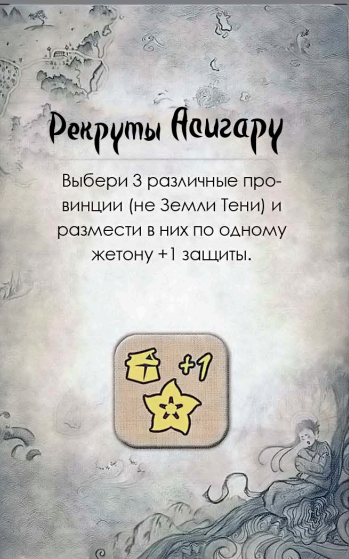 Рекруты Асигару
Выбери 3 различные про-
винции (не Земли Тени) и
размести в них по одному
жетону +1 защиты.
+1